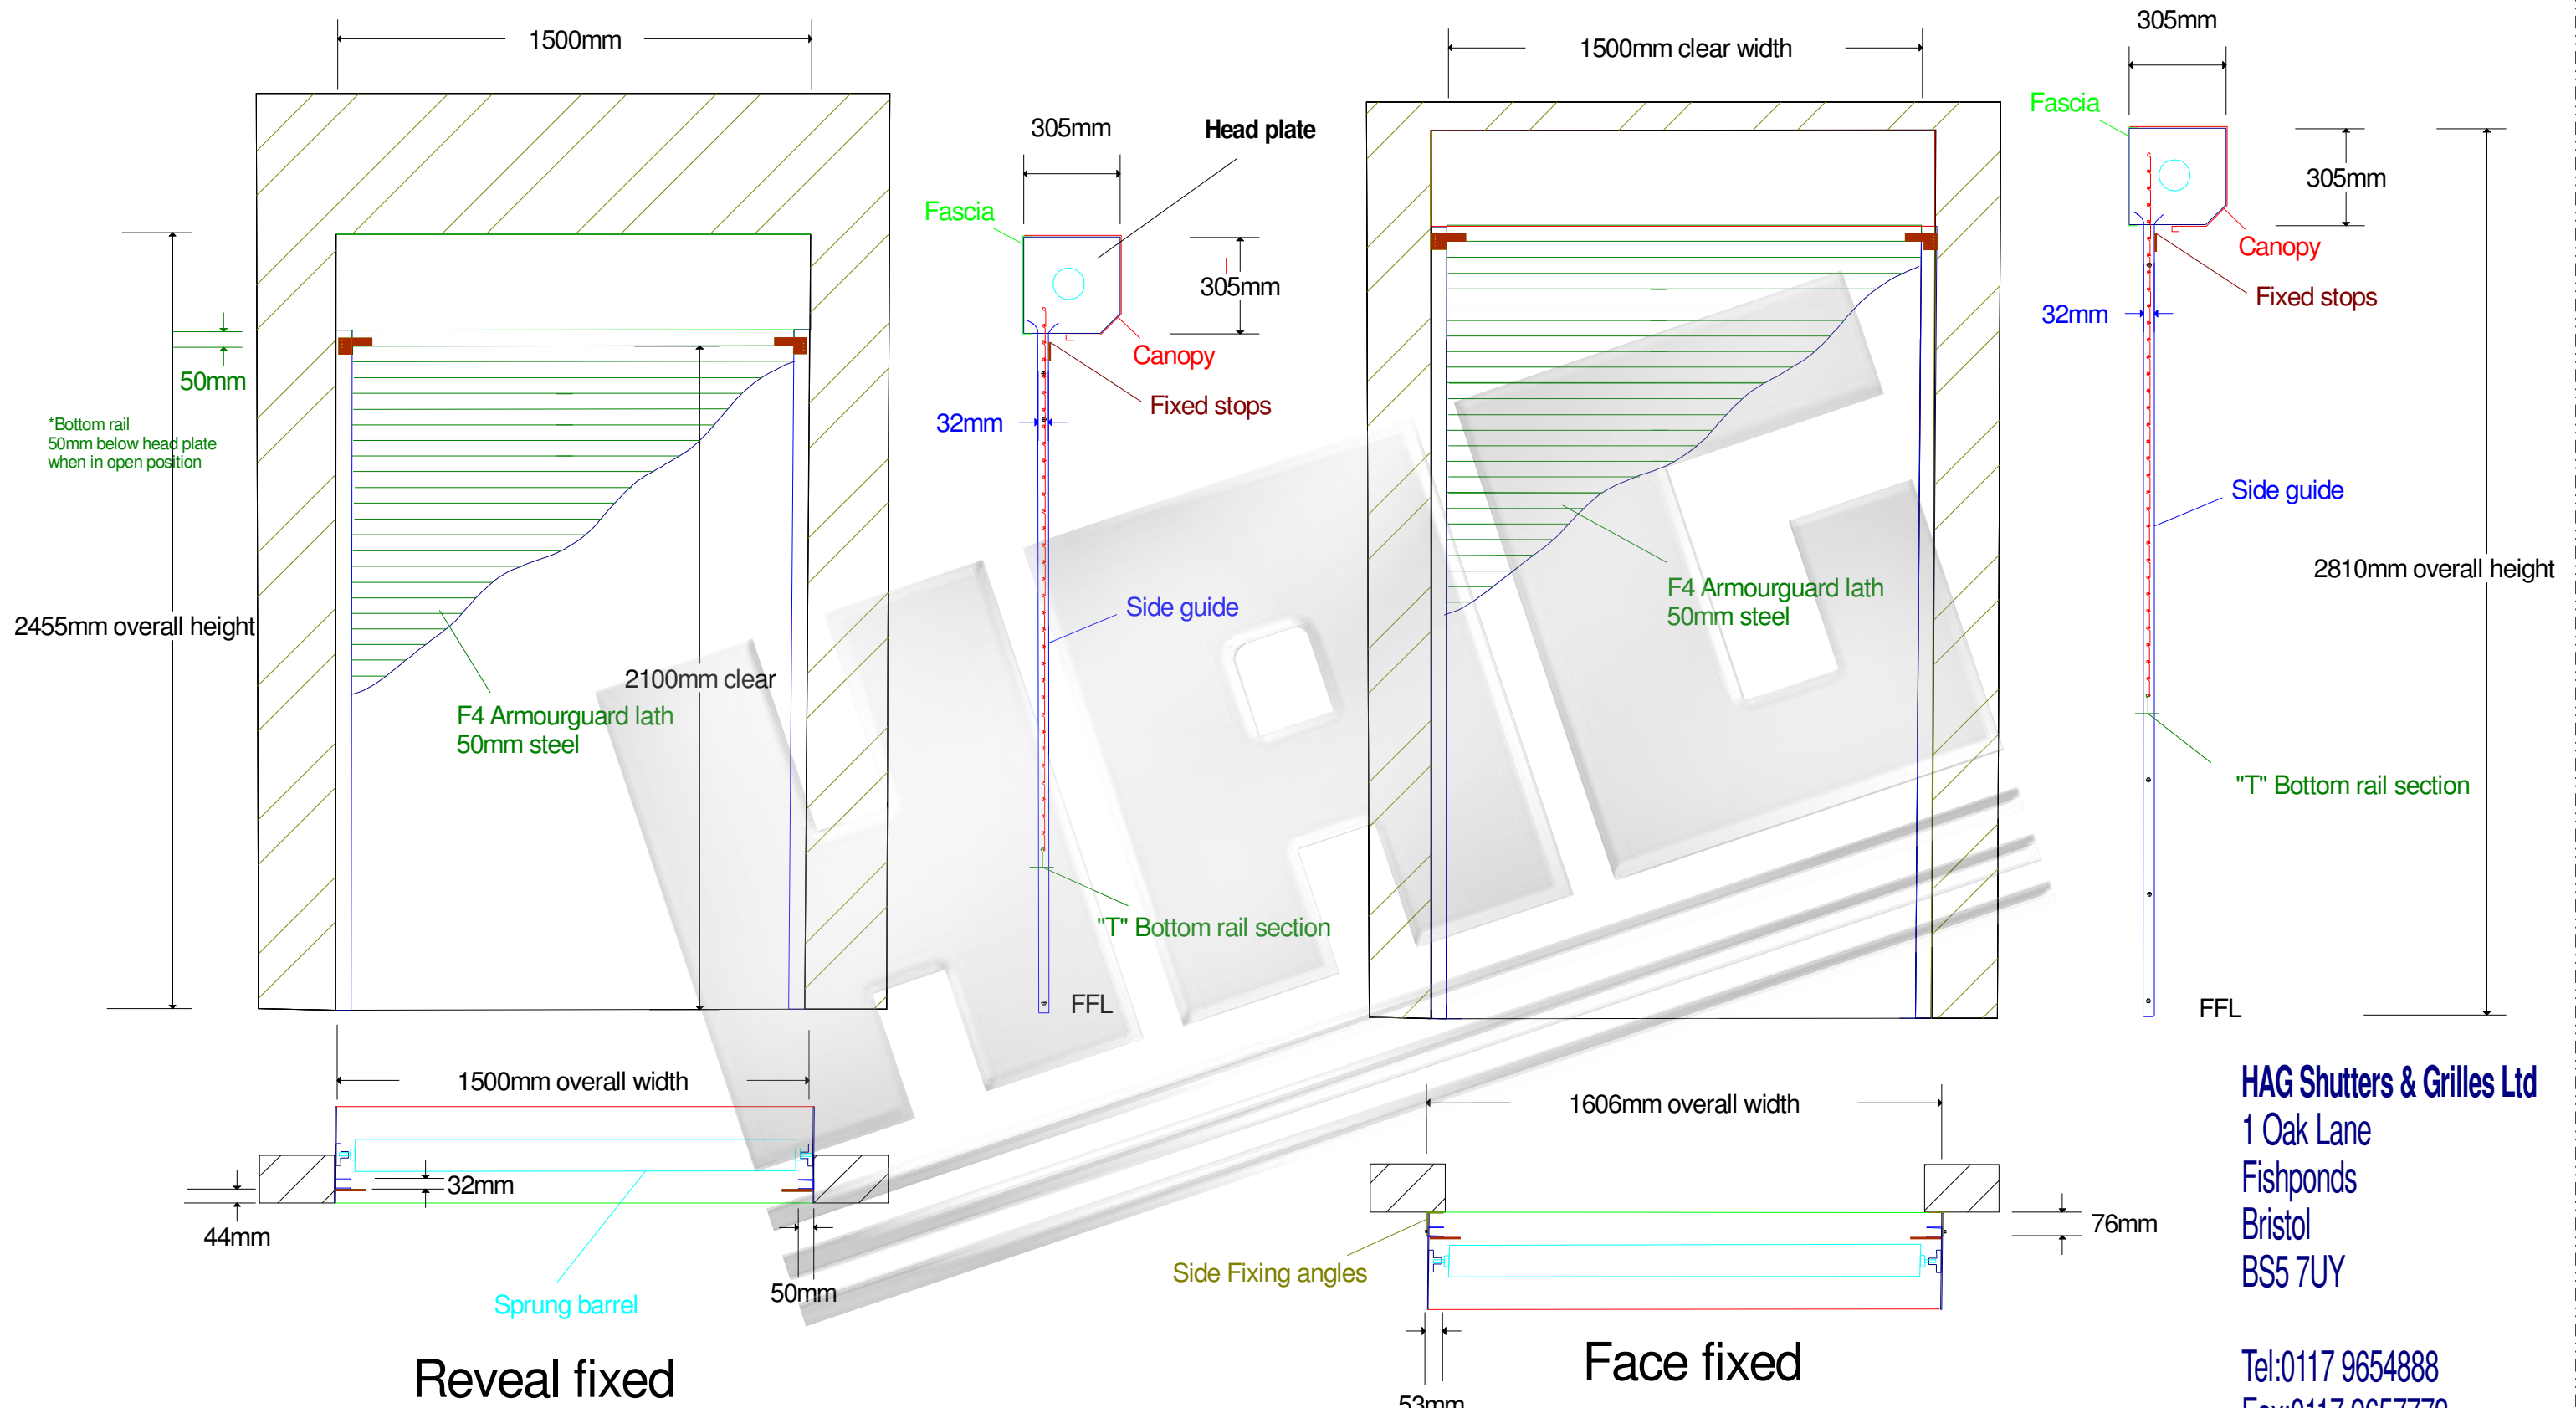 1500mm
1500mm clear width
305mm
305mm
Head plate
Fascia
Fascia
305mm
305mm
Canopy
Canopy
Fixed stops
Fixed stops
50mm
32mm
32mm
*Bottom rail
50mm below head plate
when in open position
Side guide
Side guide
2455mm overall height
2810mm overall height
2100mm clear
F4 Armourguard lath
50mm steel
F4 Armourguard lath
50mm steel
"T" Bottom rail section
"T" Bottom rail section
FFL
FFL
HAG
1500mm overall width
1606mm overall width
32mm
44mm
50mm
76mm
Sprung barrel
Side Fixing angles
53mm
Reveal fixed
Face fixed
HAG Shutters & Grilles Ltd
1 Oak Lane
Fishponds
Bristol
BS5 7UY
Tel:0117 9654888